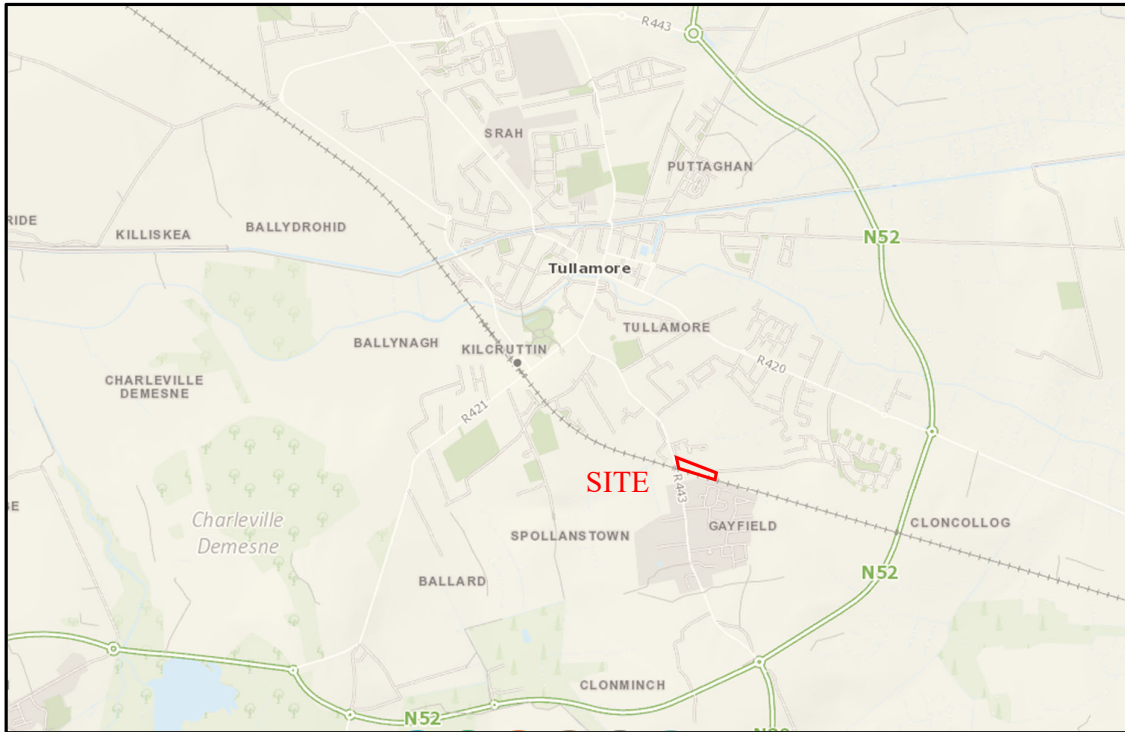 R443
SRAH
PUTTAGHAN
RIDE
KILLISKEA
BALLYDROHID
N52
Tullamore
TULLAMORE
BALLYNAGH
KILCRUTTIN
R420
CHARLEVILLE
DEMESNE
R421
SITE
R443
Charleville
Demesne
SPOLLANSTOWN
GAYFIELD
CLONCOLLOG
BALLARD
N52
CLONMINCH
N52